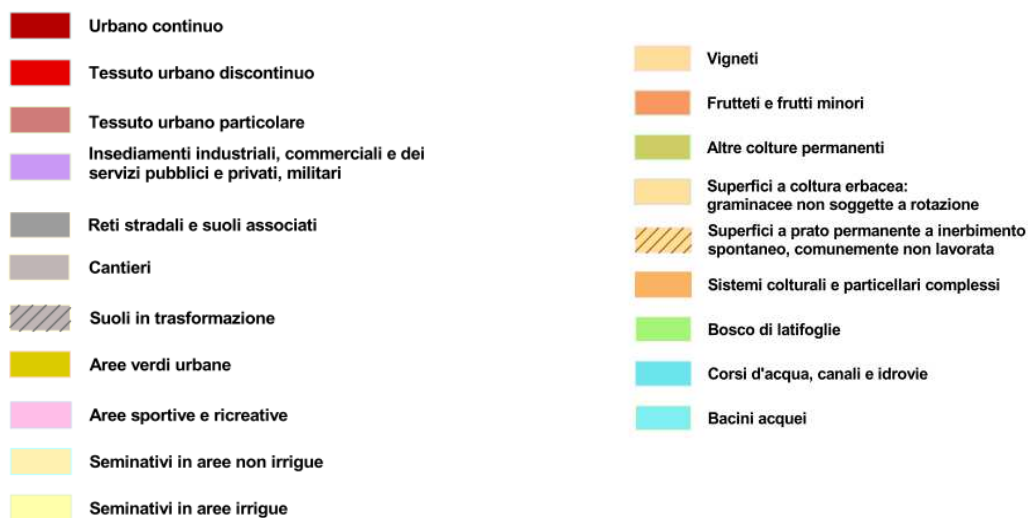 Urbano continuo
Tessuto urbano discontinuo
Tessuto urbano particolare
Insediamenti industriali, commerciali e dei
servizi pubblici e privati, militari
Reti stradali e suoli associati
Cantieri
Suoli in trasformazione
Aree verdi urbane
Aree sportive e ricreative
Seminativi in aree non irrigue
Seminativi in aree irrigue
Vigneti
Frutteti e frutti minori
Altre colture permanenti
Superfici a coltura erbacea:
graminacee non soggette a rotazione
Superfici a prato permanente a inerbimento
spontaneo, comunemente non lavorata
Sistemi colturali e particellari complessi
Bosco di latifoglie
Corsi d'acqua, canali e idrovie
Bacini acquei